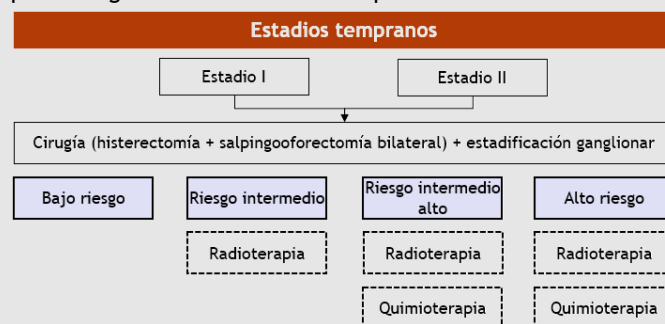 Estadios tempranos
Estadio I
Estadio II
Cirugía (histerectomía + salpingooforectomía bilateral) + estadificación ganglionar
Bajo riesgo
Riesgo intermedio
Riesgo intermedio
alto
Alto riesgo
Radioterapia
Radioterapia
Radioterapia
Quimioterapia
Quimioterapia